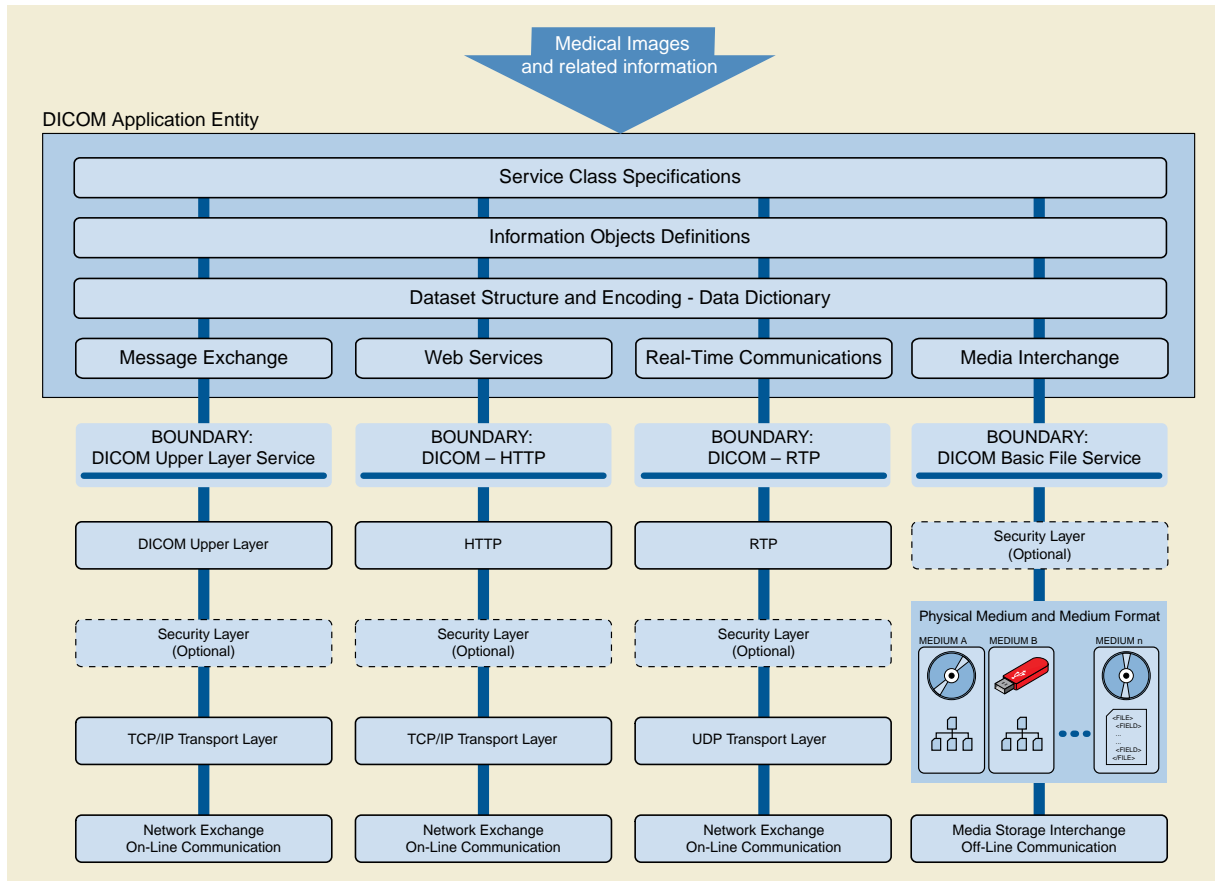 Medical Images
and related information
DICOM Application Entity
Service Class Specifications
Information Objects Definitions
Dataset Structure and Encoding - Data Dictionary
Message Exchange
Web Services
Real-Time Communications
Media Interchange
BOUNDARY:
DICOM Upper Layer Service
BOUNDARY:
DICOM – HTTP
BOUNDARY:
DICOM – RTP
BOUNDARY:
DICOM Basic File Service
DICOM Upper Layer
HTTP
RTP
Security Layer
(Optional)
Security Layer
(Optional)
Security Layer
(Optional)
Security Layer
(Optional)
Physical Medium and Medium Format
MEDIUM A
MEDIUM B
MEDIUM n
<FILE>
<FIELD>
...
...
<FIELD>
</FILE>
TCP/IP Transport Layer
TCP/IP Transport Layer
UDP Transport Layer
Network Exchange
On-Line Communication
Network Exchange
On-Line Communication
Network Exchange
On-Line Communication
Media Storage Interchange
Off-Line Communication